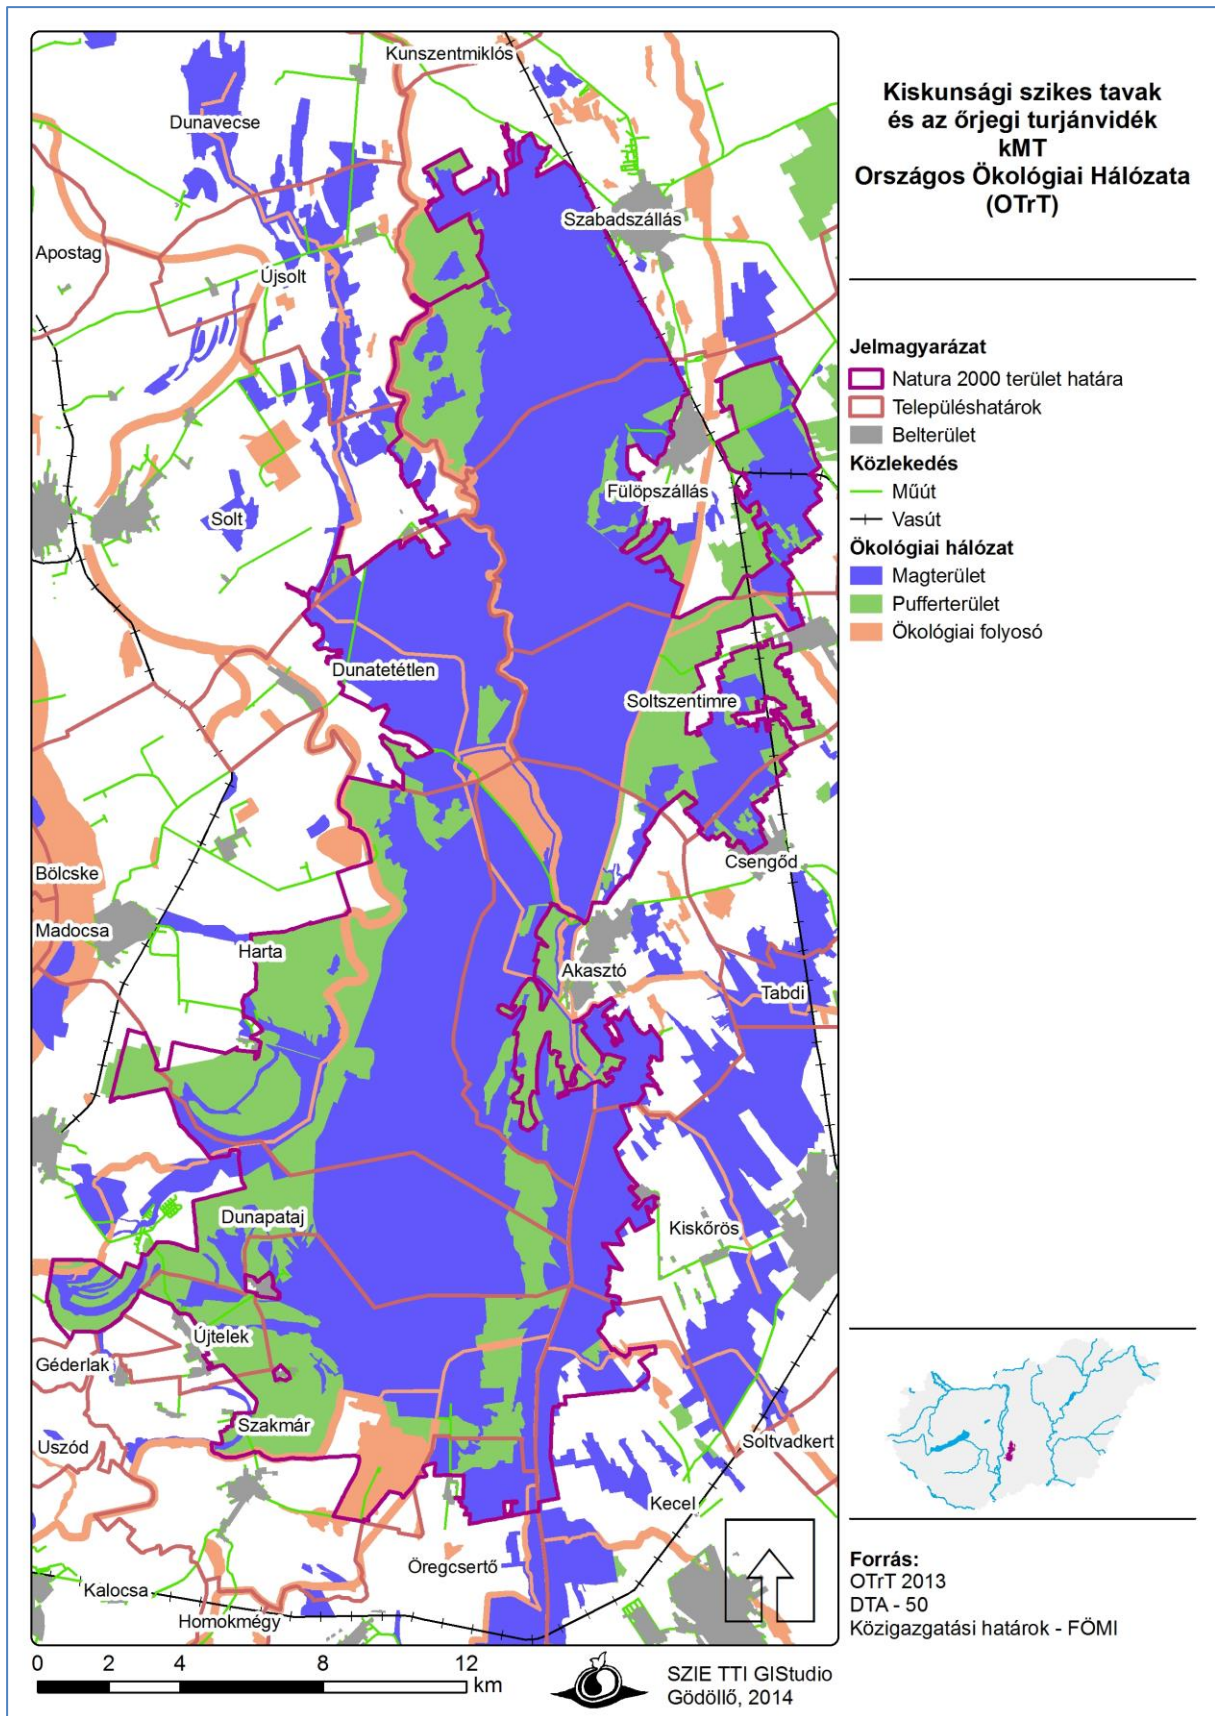 Kiskunsági szikes tavak
és az őrjegi turjánvidék
kMT
Országos Ökológiai Hálózata
(OTrT)
Jelmagyarázat
Natura 2000 terület határa
Településhatárok
Belterület
Közlekedés
Műút
Vasút
Ökológiai hálózat
Magterület
Pufferterület
Ökológiai folyosó
Kunszentmiklós
Dunavecse
Szabadszállás
Apostag
Újsolt
Fülöpszállás
Solt
Dunatetétlen
Soltszentimre
Csengőd
Bölcske
Madocsa
Harta
Akasztó
Tabdi
Dunapataj
Kiskőrös
Újtelek
Géderlak
Szakmár
Uszód
Soltvadkert
Kecel
Öregcsertő
Kalocsa
Homokmégy
Forrás:
OTrT 2013
DTA - 50
Közigazgatási határok - FÖMI
0 2 4 8 12
km
SZIE TTI GIStudio
Gödöllő, 2014